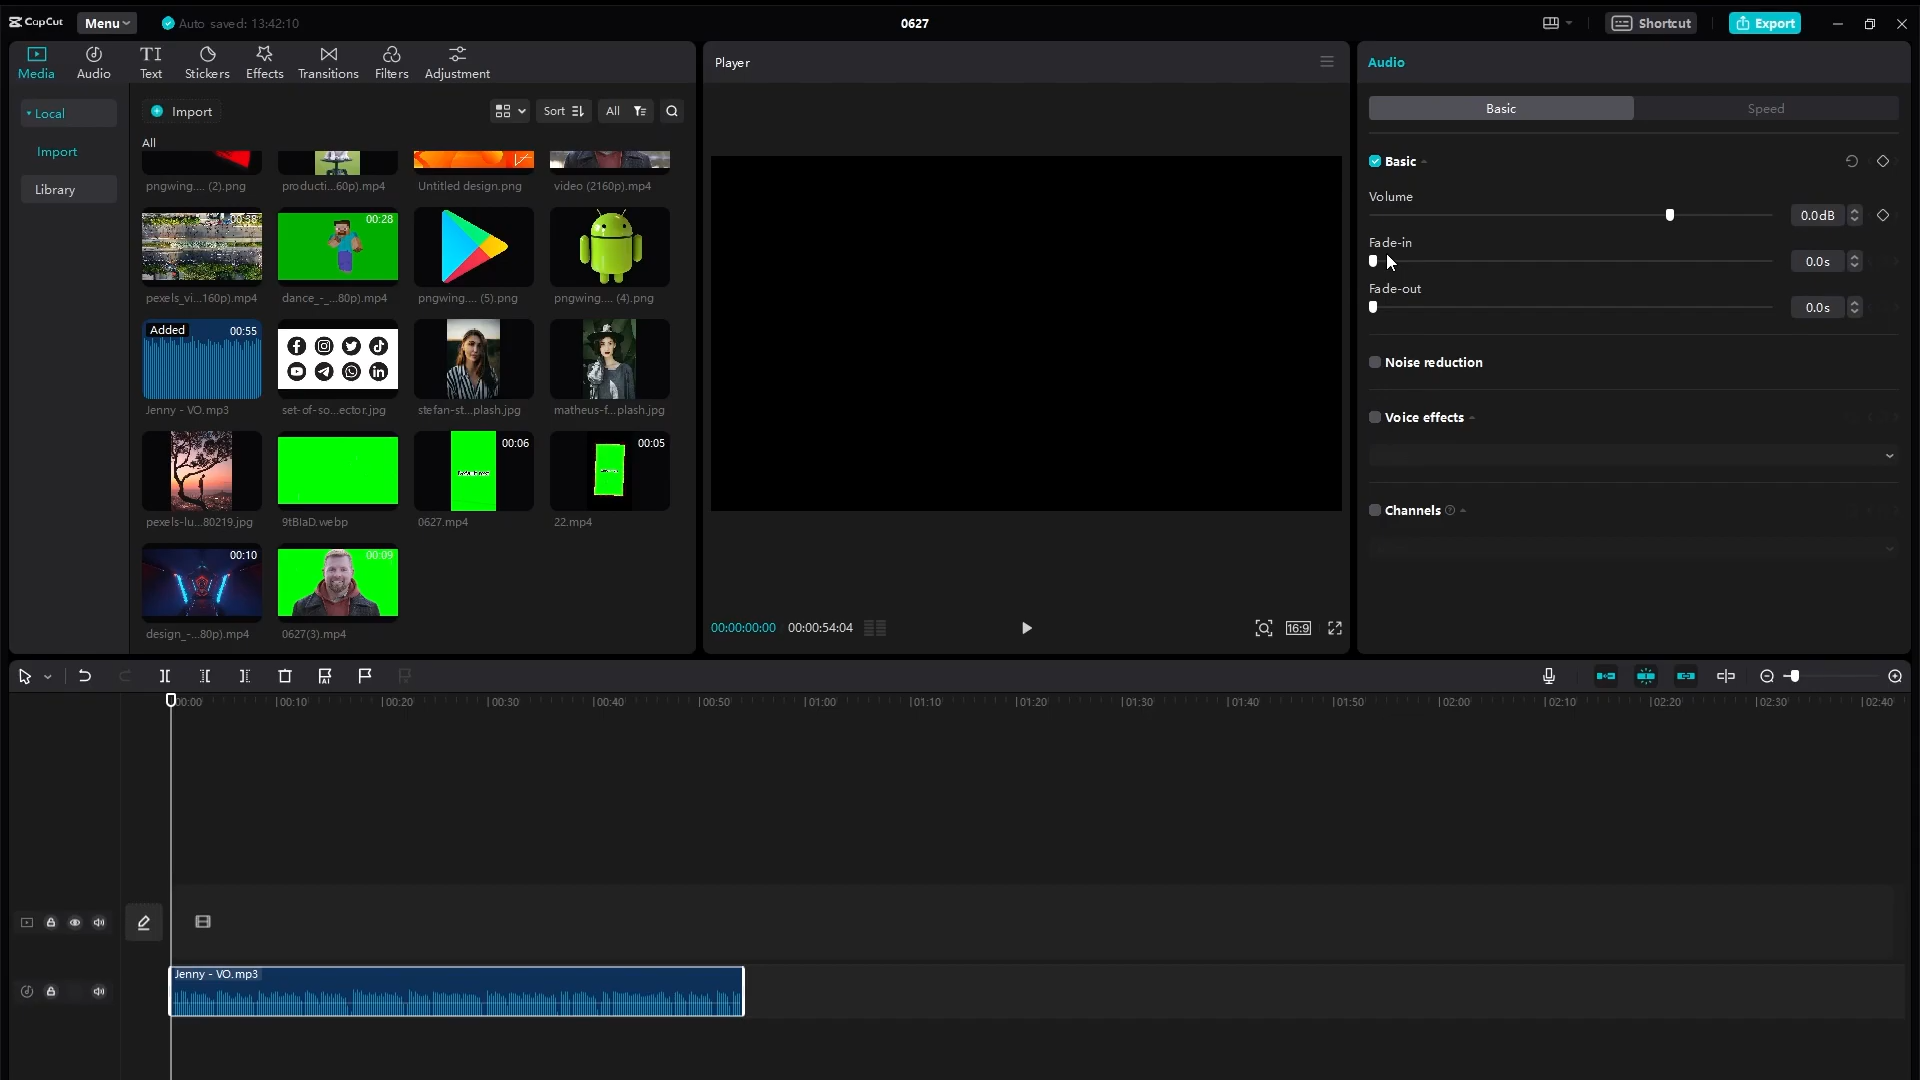 CapCut
Menu
Auto saved: 13:42:10
0627
Shortcut
Export
Media
Audio
Text
Stickers
Effects
Transitions
Filters
Adjustment
Local
Import
Library
Import
Sort
All
All
pngwing.... (2).png
producti...60p).mp4
Untitled design.png
video (2160p).mp4
00:38
00:28
pexels_vi...160p).mp4
dance_-_...80p).mp4
pngwing.... (5).png
pngwing.... (4).png
Added
00:55
Jenny - VO.mp3
set-of-so...ector.jpg
stefan-st...plash.jpg
matheus-f...plash.jpg
00:06
00:05
pexels-lu...80219.jpg
9tBIaD.webp
0627.mp4
22.mp4
00:10
00:09
design_-...80p).mp4
0627(3).mp4
Player
00:00:00:00
00:00:54:04
16:9
Audio
Basic
Speed
Basic
Volume
0.0dB
Fade-in
0.0s
Fade-out
0.0s
Noise reduction
Voice effects
Channels
00:00
00:10
00:20
00:30
00:40
00:50
01:00
01:10
01:20
01:30
01:40
01:50
02:00
02:10
02:20
02:30
02:40
Jenny - VO.mp3